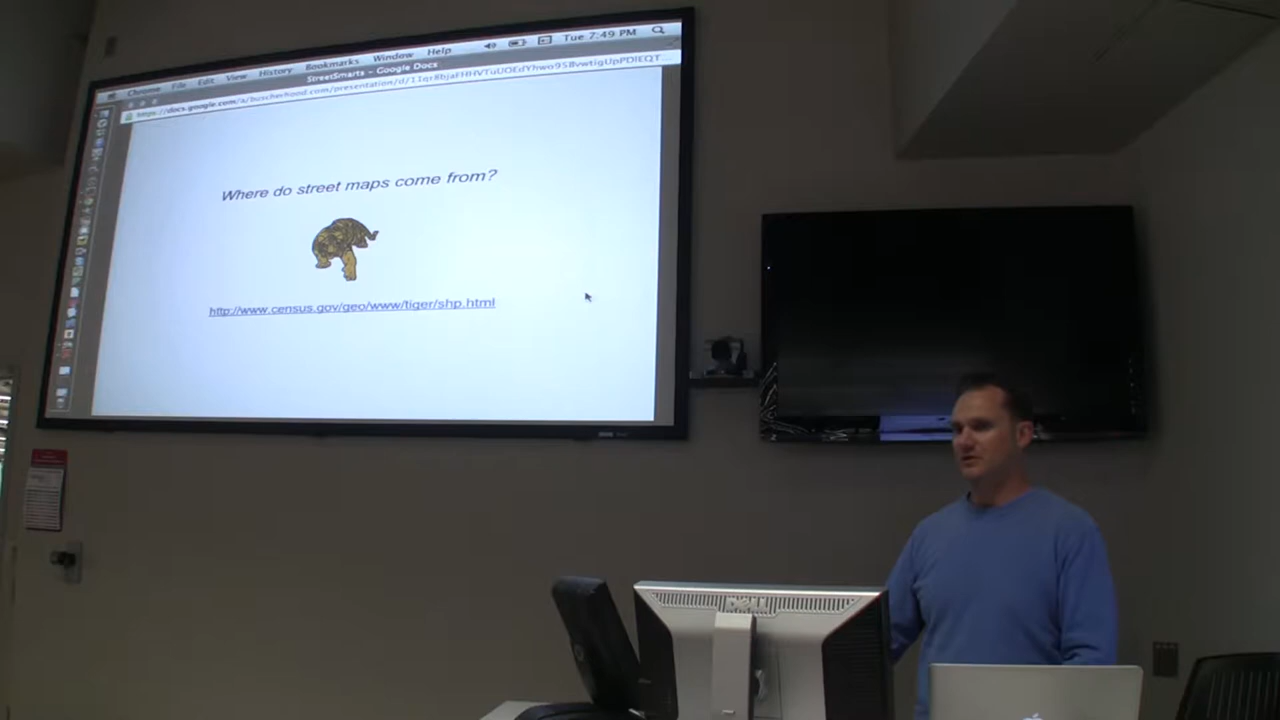 Chrome File Edit View History Bookmarks Window Help Tue 7:49 PM
StreetSmarts - Google Docs
Where do street maps come from?
http://www.census.gov/geo/www/tiger/shp.html
DELL